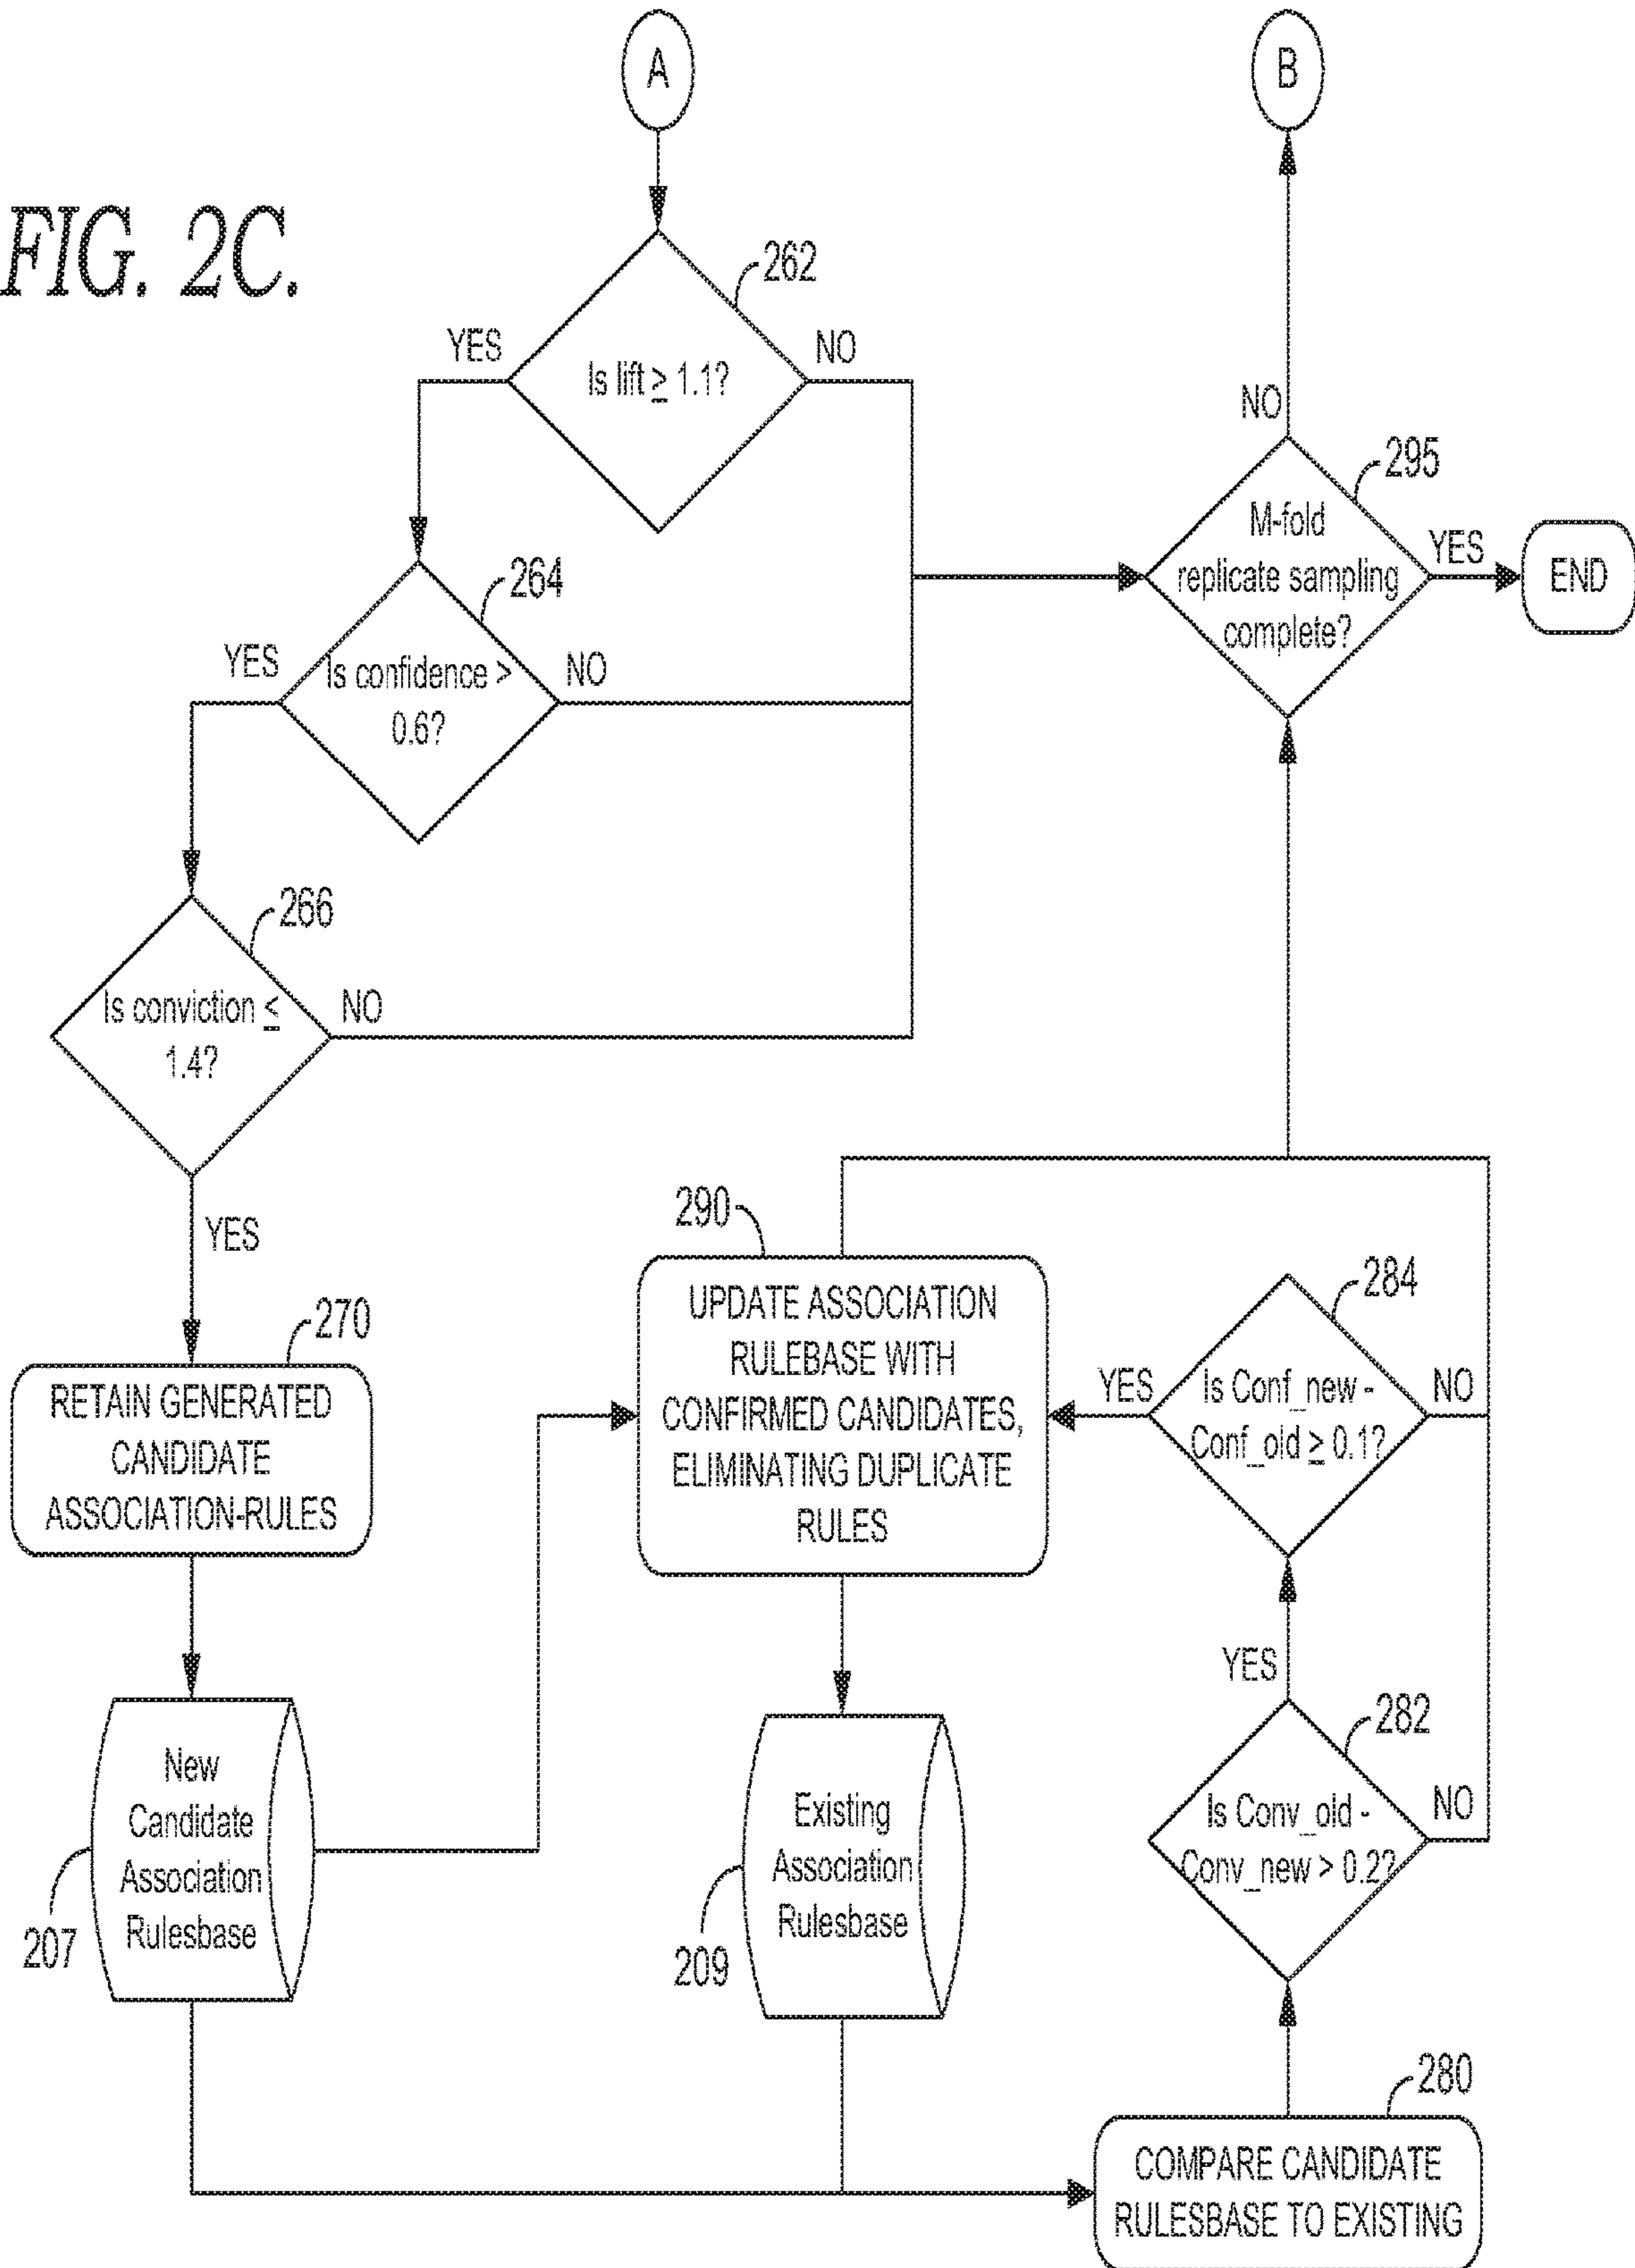 A
B
FIG. 2C.
262
YES
NO
Is lift ≥ 1.1?
NO
295
M-fold
replicate sampling
complete?
YES
END
264
YES
NO
Is confidence >
0.6?
266
Is conviction ≤
1.4?
NO
YES
290
284
270
RETAIN GENERATED
CANDIDATE
ASSOCIATION-RULES
UPDATE ASSOCIATION
RULEBASE WITH
CONFIRMED CANDIDATES,
ELIMINATING DUPLICATE
RULES
YES
Is Conf_new -
Conf_old ≥ 0.1?
NO
YES
282
New
Candidate
Association
Rulesbase
207
Existing
Association
Rulesbase
209
Is Conv_old -
Conv_new > 0.2?
NO
280
COMPARE CANDIDATE
RULESBASE TO EXISTING